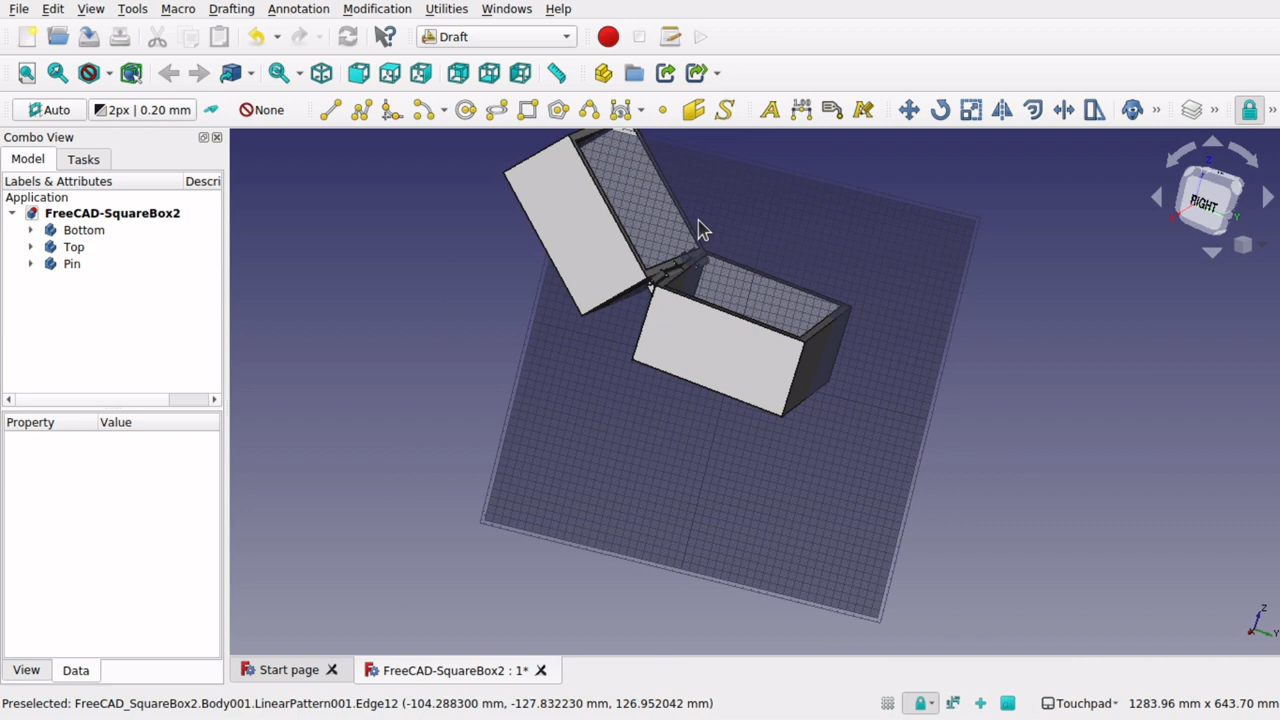 File Edit View Tools Macro Drafting Annotation Modification Utilities Windows Help
Draft
Auto 2px | 0.20 mm None
Combo View
Model Tasks
Labels & Attributes Descri
Application
FreeCAD-SquareBox2
Bottom
Top
Pin
Z
RIGHT
X Y
Property Value
Z
X Y
View Data
Start page FreeCAD-SquareBox2 : 1*
Preselected: FreeCAD_SquareBox2.Body001.LinearPattern001.Edge12 (-104.288300 mm, -127.832230 mm, 126.952042 mm) Touchpad 1283.96 mm x 643.70 mm